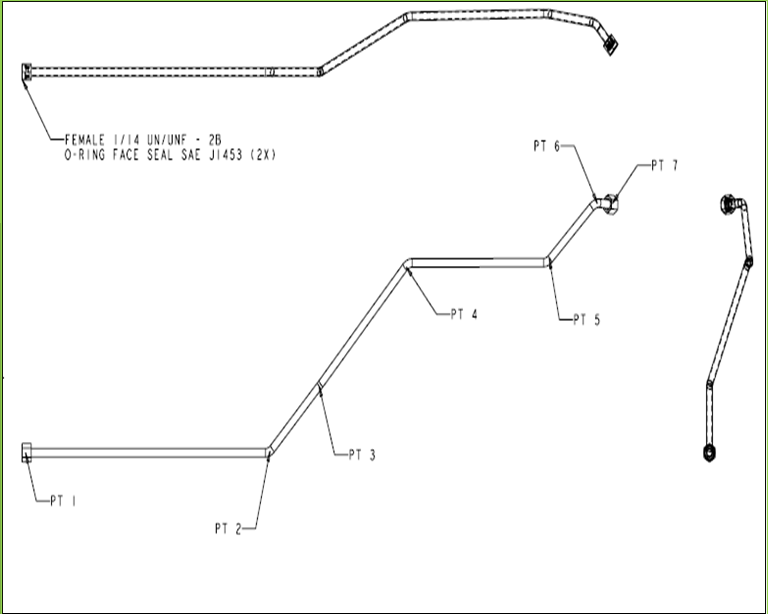 FEMALE 1/14 UN/UNF - 2B
O-RING FACE SEAL SAE J1453 (2X)
PT 6
PT 7
PT 4
PT 5
PT 3
PT 1
PT 2